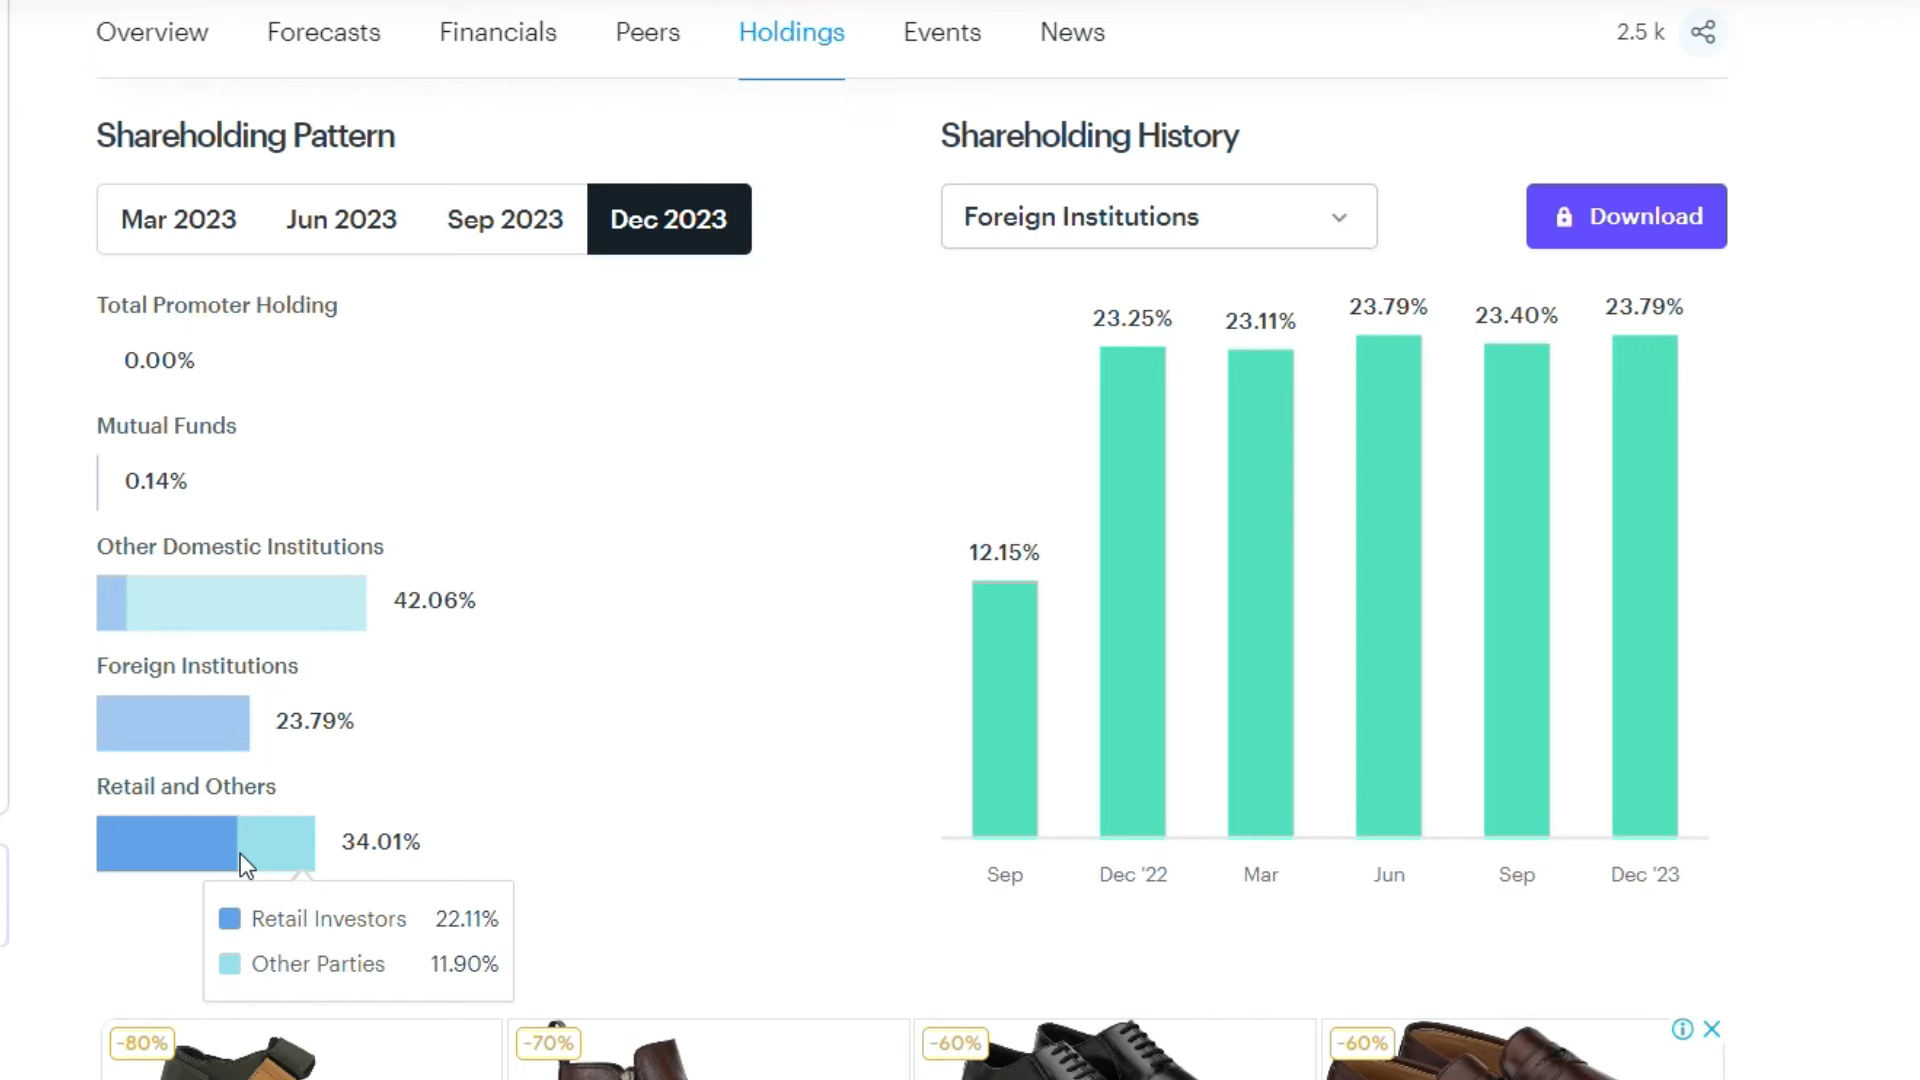 Overview Forecasts Financials Peers Holdings Events News 2.5 k
Shareholding Pattern
Mar 2023 Jun 2023 Sep 2023 Dec 2023
Total Promoter Holding
0.00%
Mutual Funds
0.14%
Other Domestic Institutions
42.06%
Foreign Institutions
23.79%
Retail and Others
34.01%
Retail Investors 22.11%
Other Parties 11.90%
Shareholding History
Foreign Institutions
Download
12.15% 23.25% 23.11% 23.79% 23.40% 23.79%
Sep Dec '22 Mar Jun Sep Dec '23
-80% -70% -60% -60%